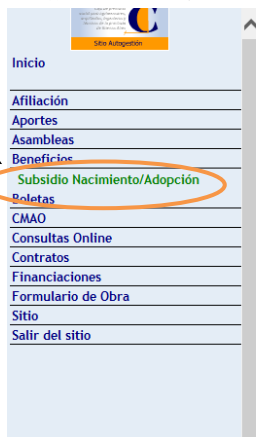 Sitio Autogestión
Inicio
Afiliación
Aportes
Asambleas
Beneficios
Subsidio Nacimiento/Adopción
Boletas
CMAO
Consultas Online
Contratos
Financiaciones
Formulario de Obra
Sitio
Salir del sitio